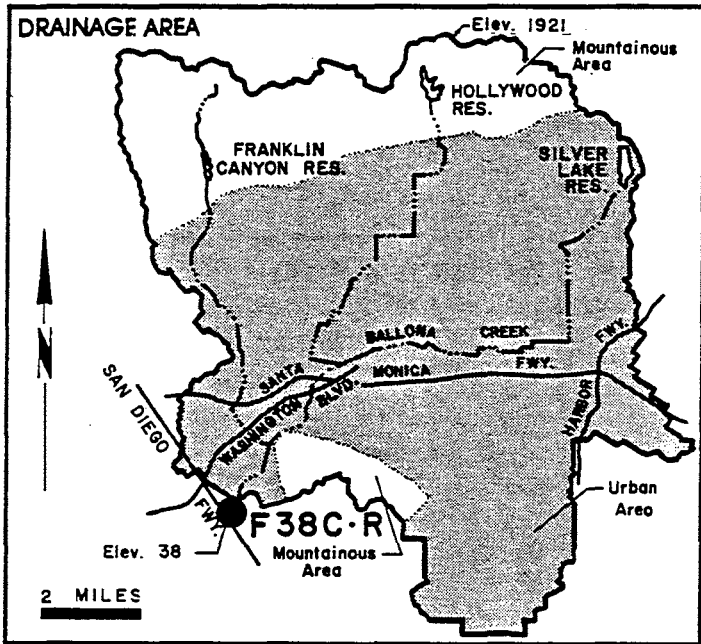 DRAINAGE AREA
Elev. 1921
Mountainous
Area
HOLLYWOOD
RES.
FRANKLIN
CANYON RES.
SILVER
LAKE
RES.
N
BALLONA CREEK
SANTA MONICA FWY.
WASHINGTON BLVD.
HARBOR FWY.
SAN DIEGO FWY.
F38C·R
Elev. 38
Mountainous
Area
Urban
Area
2 MILES